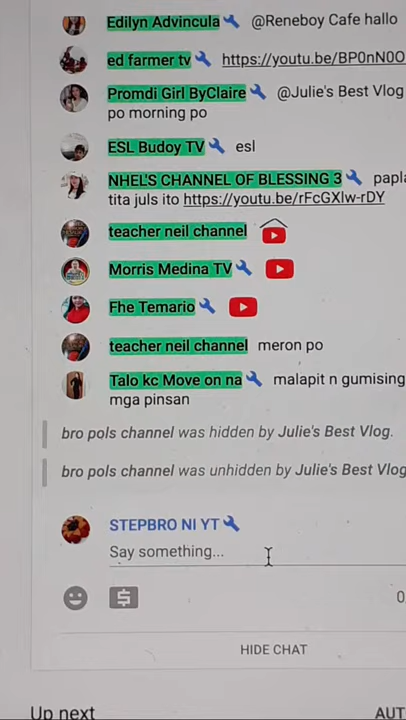 Edilyn Advincula @Reneboy Cafe hallo
ed farmer tv https://youtu.be/BP0nN0O
Promdi Girl ByClaire @Julie's Best Vlog
po morning po
ESL Budoy TV esl
NHEL'S CHANNEL OF BLESSING 3 papla
tita juls ito https://youtu.be/rFcGXlw-rDY
teacher neil channel
Morris Medina TV
Fhe Temario
teacher neil channel meron po
Talo kc Move on na malapit n gumising
mga pinsan
bro pols channel was hidden by Julie's Best Vlog.
bro pols channel was unhidden by Julie's Best Vlog
STEPBRO NI YT
Say something...
0
HIDE CHAT
Up next AUT